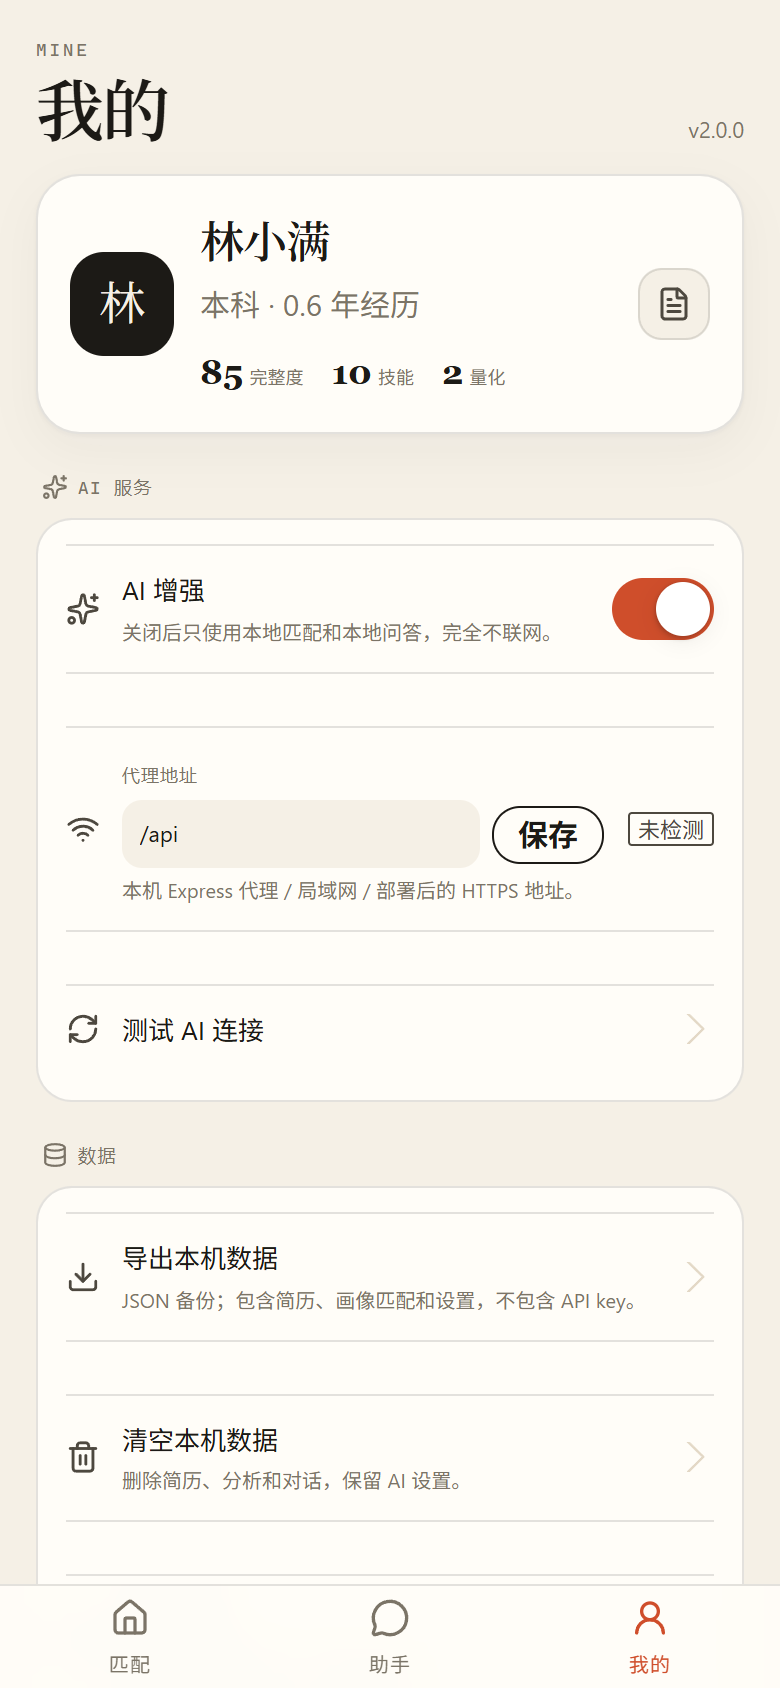 MINE
我的
v2.0.0
林
林小满
本科 · 0.6 年经历
85 完整度 10 技能 2 量化
AI 服务
AI 增强
关闭后只使用本地匹配和本地问答，完全不联网。
代理地址
/api
保存
未检测
本机 Express 代理 / 局域网 / 部署后的 HTTPS 地址。
测试 AI 连接
数据
导出本机数据
JSON 备份；包含简历、画像匹配和设置，不包含 API key。
清空本机数据
删除简历、分析和对话，保留 AI 设置。
匹配
助手
我的